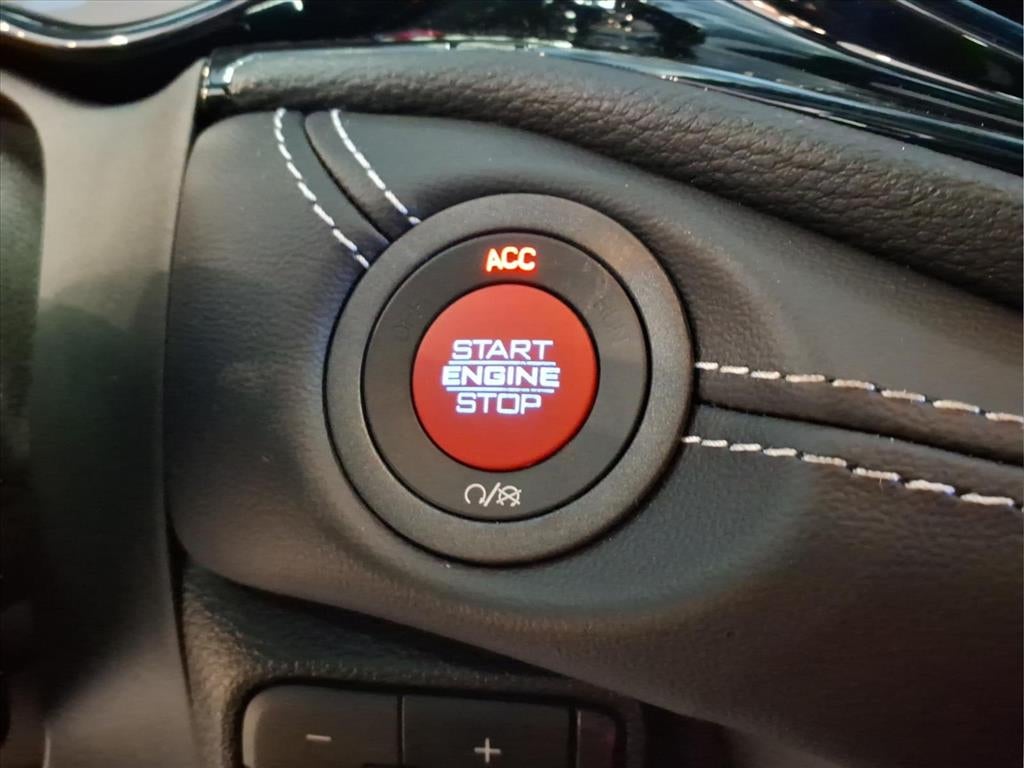 ACC
START
ENGINE
STOP
- +